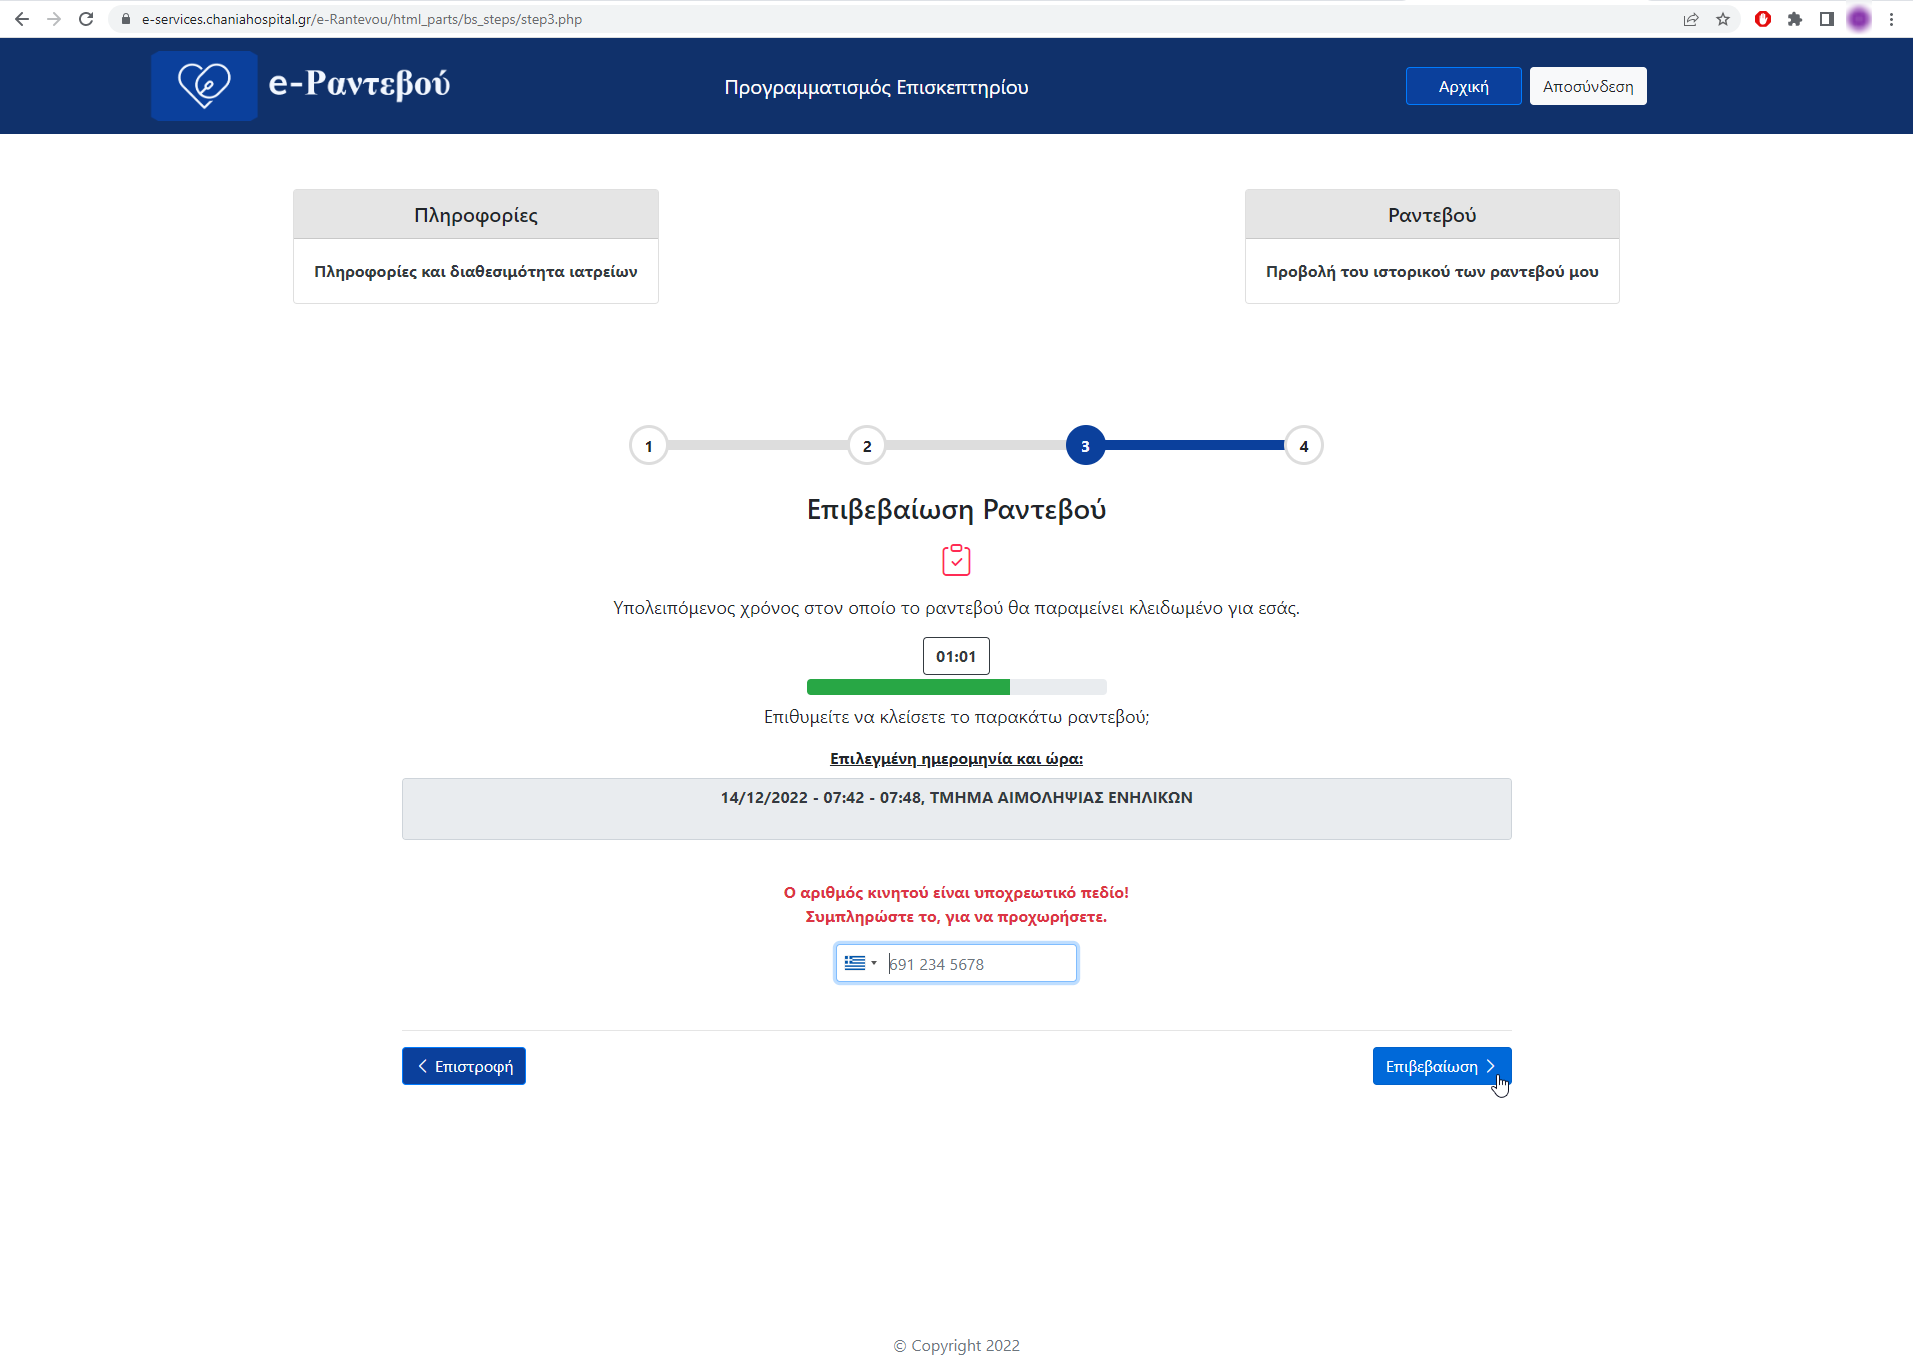 e-services.chaniahospital.gr/e-Rantevou/html_parts/bs_steps/step3.php
e-Ραντεβού
Προγραμματισμός Επισκεπτηρίου
Αρχική
Αποσύνδεση
Πληροφορίες
Πληροφορίες και διαθεσιμότητα ιατρείων
Ραντεβού
Προβολή του ιστορικού των ραντεβού μου
1
2
3
4
Επιβεβαίωση Ραντεβού
Υπολειπόμενος χρόνος στον οποίο το ραντεβού θα παραμείνει κλειδωμένο για εσάς.
01:01
Επιθυμείτε να κλείσετε το παρακάτω ραντεβού;
Επιλεγμένη ημερομηνία και ώρα:
14/12/2022 - 07:42 - 07:48, ΤΜΗΜΑ ΑΙΜΟΛΗΨΙΑΣ ΕΝΗΛΙΚΩΝ
Ο αριθμός κινητού είναι υποχρεωτικό πεδίο!
Συμπληρώστε το, για να προχωρήσετε.
691 234 5678
Επιστροφή
Επιβεβαίωση
© Copyright 2022